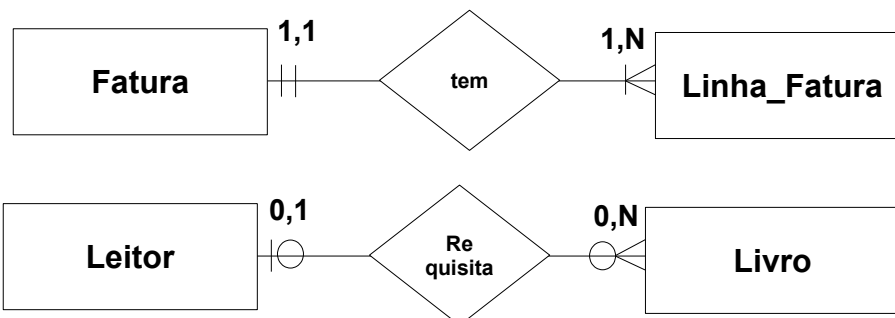 1,1
1,N
Fatura
tem
Linha_Fatura
0,1
0,N
Leitor
Re
quisita
Livro